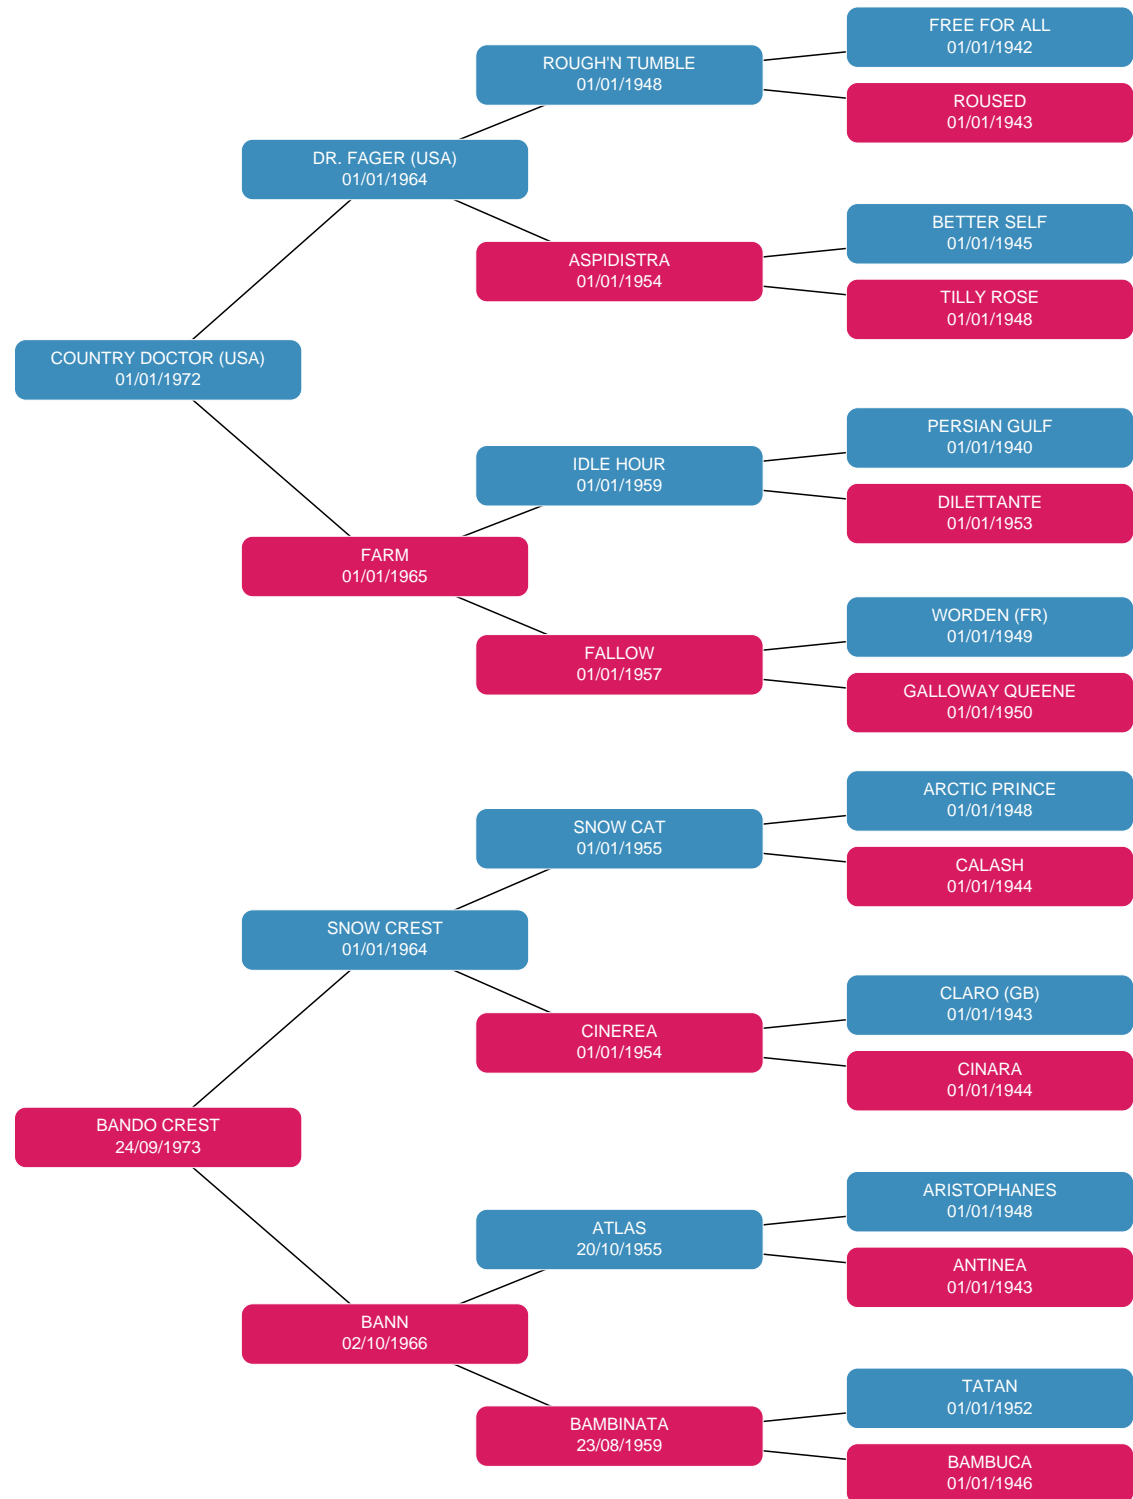 FREE FOR ALL
01/01/1942
ROUGH'N TUMBLE
01/01/1948
ROUSED
01/01/1943
DR. FAGER (USA)
01/01/1964
BETTER SELF
01/01/1945
ASPIDISTRA
01/01/1954
TILLY ROSE
01/01/1948
COUNTRY DOCTOR (USA)
01/01/1972
PERSIAN GULF
01/01/1940
IDLE HOUR
01/01/1959
DILETTANTE
01/01/1953
FARM
01/01/1965
WORDEN (FR)
01/01/1949
FALLOW
01/01/1957
GALLOWAY QUEENE
01/01/1950
ARCTIC PRINCE
01/01/1948
SNOW CAT
01/01/1955
CALASH
01/01/1944
SNOW CREST
01/01/1964
CLARO (GB)
01/01/1943
CINEREA
01/01/1954
CINARA
01/01/1944
BANDO CREST
24/09/1973
ARISTOPHANES
01/01/1948
ATLAS
20/10/1955
ANTINEA
01/01/1943
BANN
02/10/1966
TATAN
01/01/1952
BAMBINATA
23/08/1959
BAMBUCA
01/01/1946